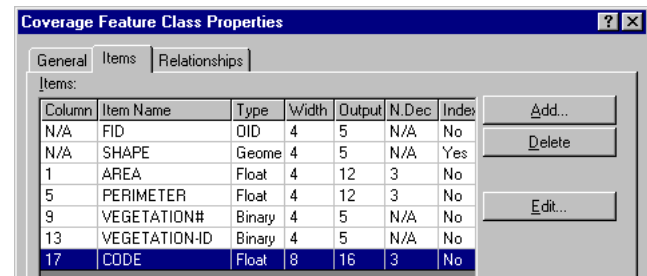 Coverage Feature Class Properties
General Items Relationships
Items:
Column Item Name Type Width Output N.Dec Index
N/A FID OID 4 5 N/A No
N/A SHAPE Geome 4 5 N/A Yes
1 AREA Float 4 12 3 No
5 PERIMETER Float 4 12 3 No
9 VEGETATION# Binary 4 5 N/A No
13 VEGETATION-ID Binary 4 5 N/A No
17 CODE Float 8 16 3 No
Add...
Delete
Edit...